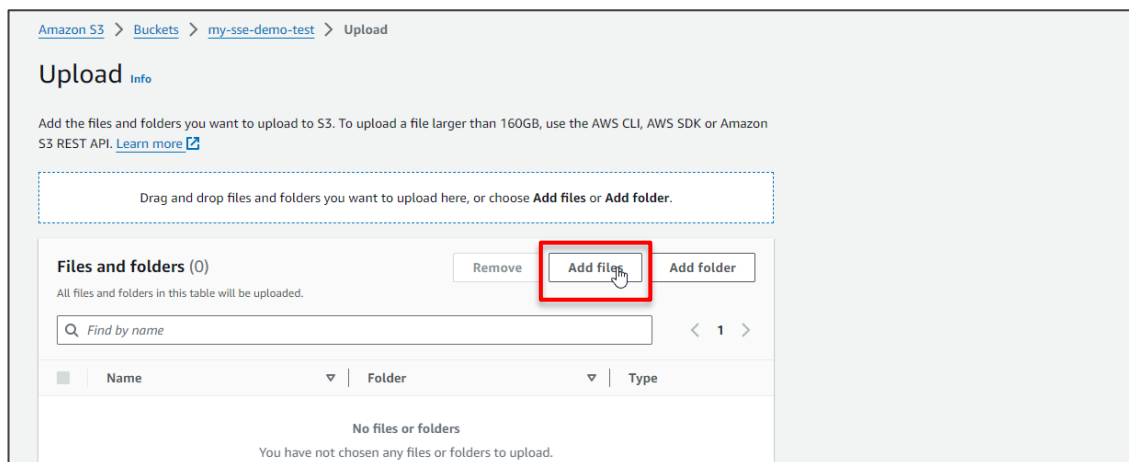 Amazon S3 > Buckets > my-sse-demo-test > Upload
Upload Info
Add the files and folders you want to upload to S3. To upload a file larger than 160GB, use the AWS CLI, AWS SDK or Amazon
S3 REST API. Learn more
Drag and drop files and folders you want to upload here, or choose Add files or Add folder.
Files and folders (0)
Remove
Add files
Add folder
All files and folders in this table will be uploaded.
Find by name
< 1 >
Name
Folder
Type
No files or folders
You have not chosen any files or folders to upload.